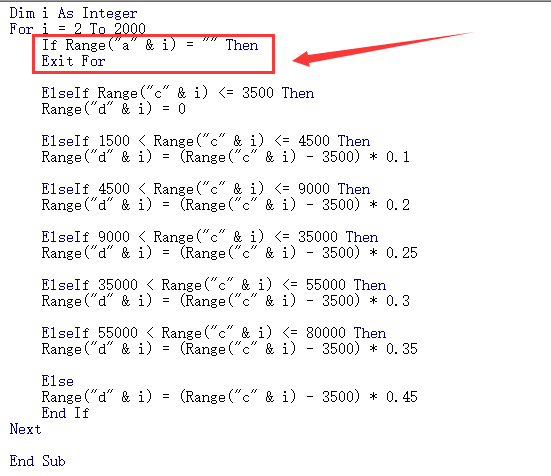 Dim i As Integer
For i = 2 To 2000
If Range("a" & i) = "" Then
Exit For
ElseIf Range("c" & i) <= 3500 Then
Range("d" & i) = 0
ElseIf 1500 < Range("c" & i) <= 4500 Then
Range("d" & i) = (Range("c" & i) - 3500) * 0.1
ElseIf 4500 < Range("c" & i) <= 9000 Then
Range("d" & i) = (Range("c" & i) - 3500) * 0.2
ElseIf 9000 < Range("c" & i) <= 35000 Then
Range("d" & i) = (Range("c" & i) - 3500) * 0.25
ElseIf 35000 < Range("c" & i) <= 55000 Then
Range("d" & i) = (Range("c" & i) - 3500) * 0.3
ElseIf 55000 < Range("c" & i) <= 80000 Then
Range("d" & i) = (Range("c" & i) - 3500) * 0.35
Else
Range("d" & i) = (Range("c" & i) - 3500) * 0.45
End If
Next
End Sub